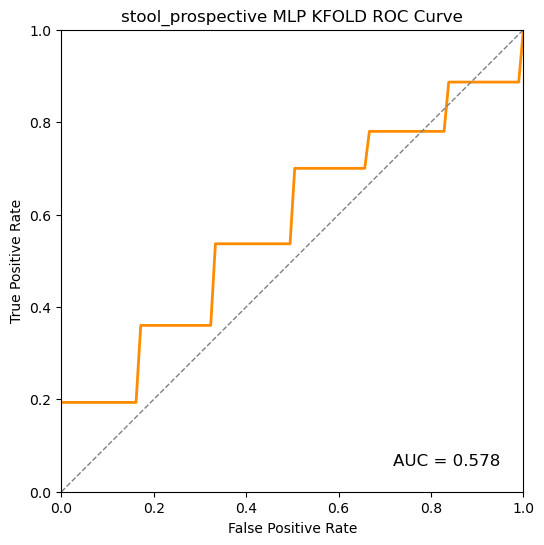 stool_prospective MLP KFOLD ROC Curve
True Positive Rate
1.0
0.8
0.6
0.4
0.2
0.0
AUC = 0.578
0.0 0.2 0.4 0.6 0.8 1.0
False Positive Rate